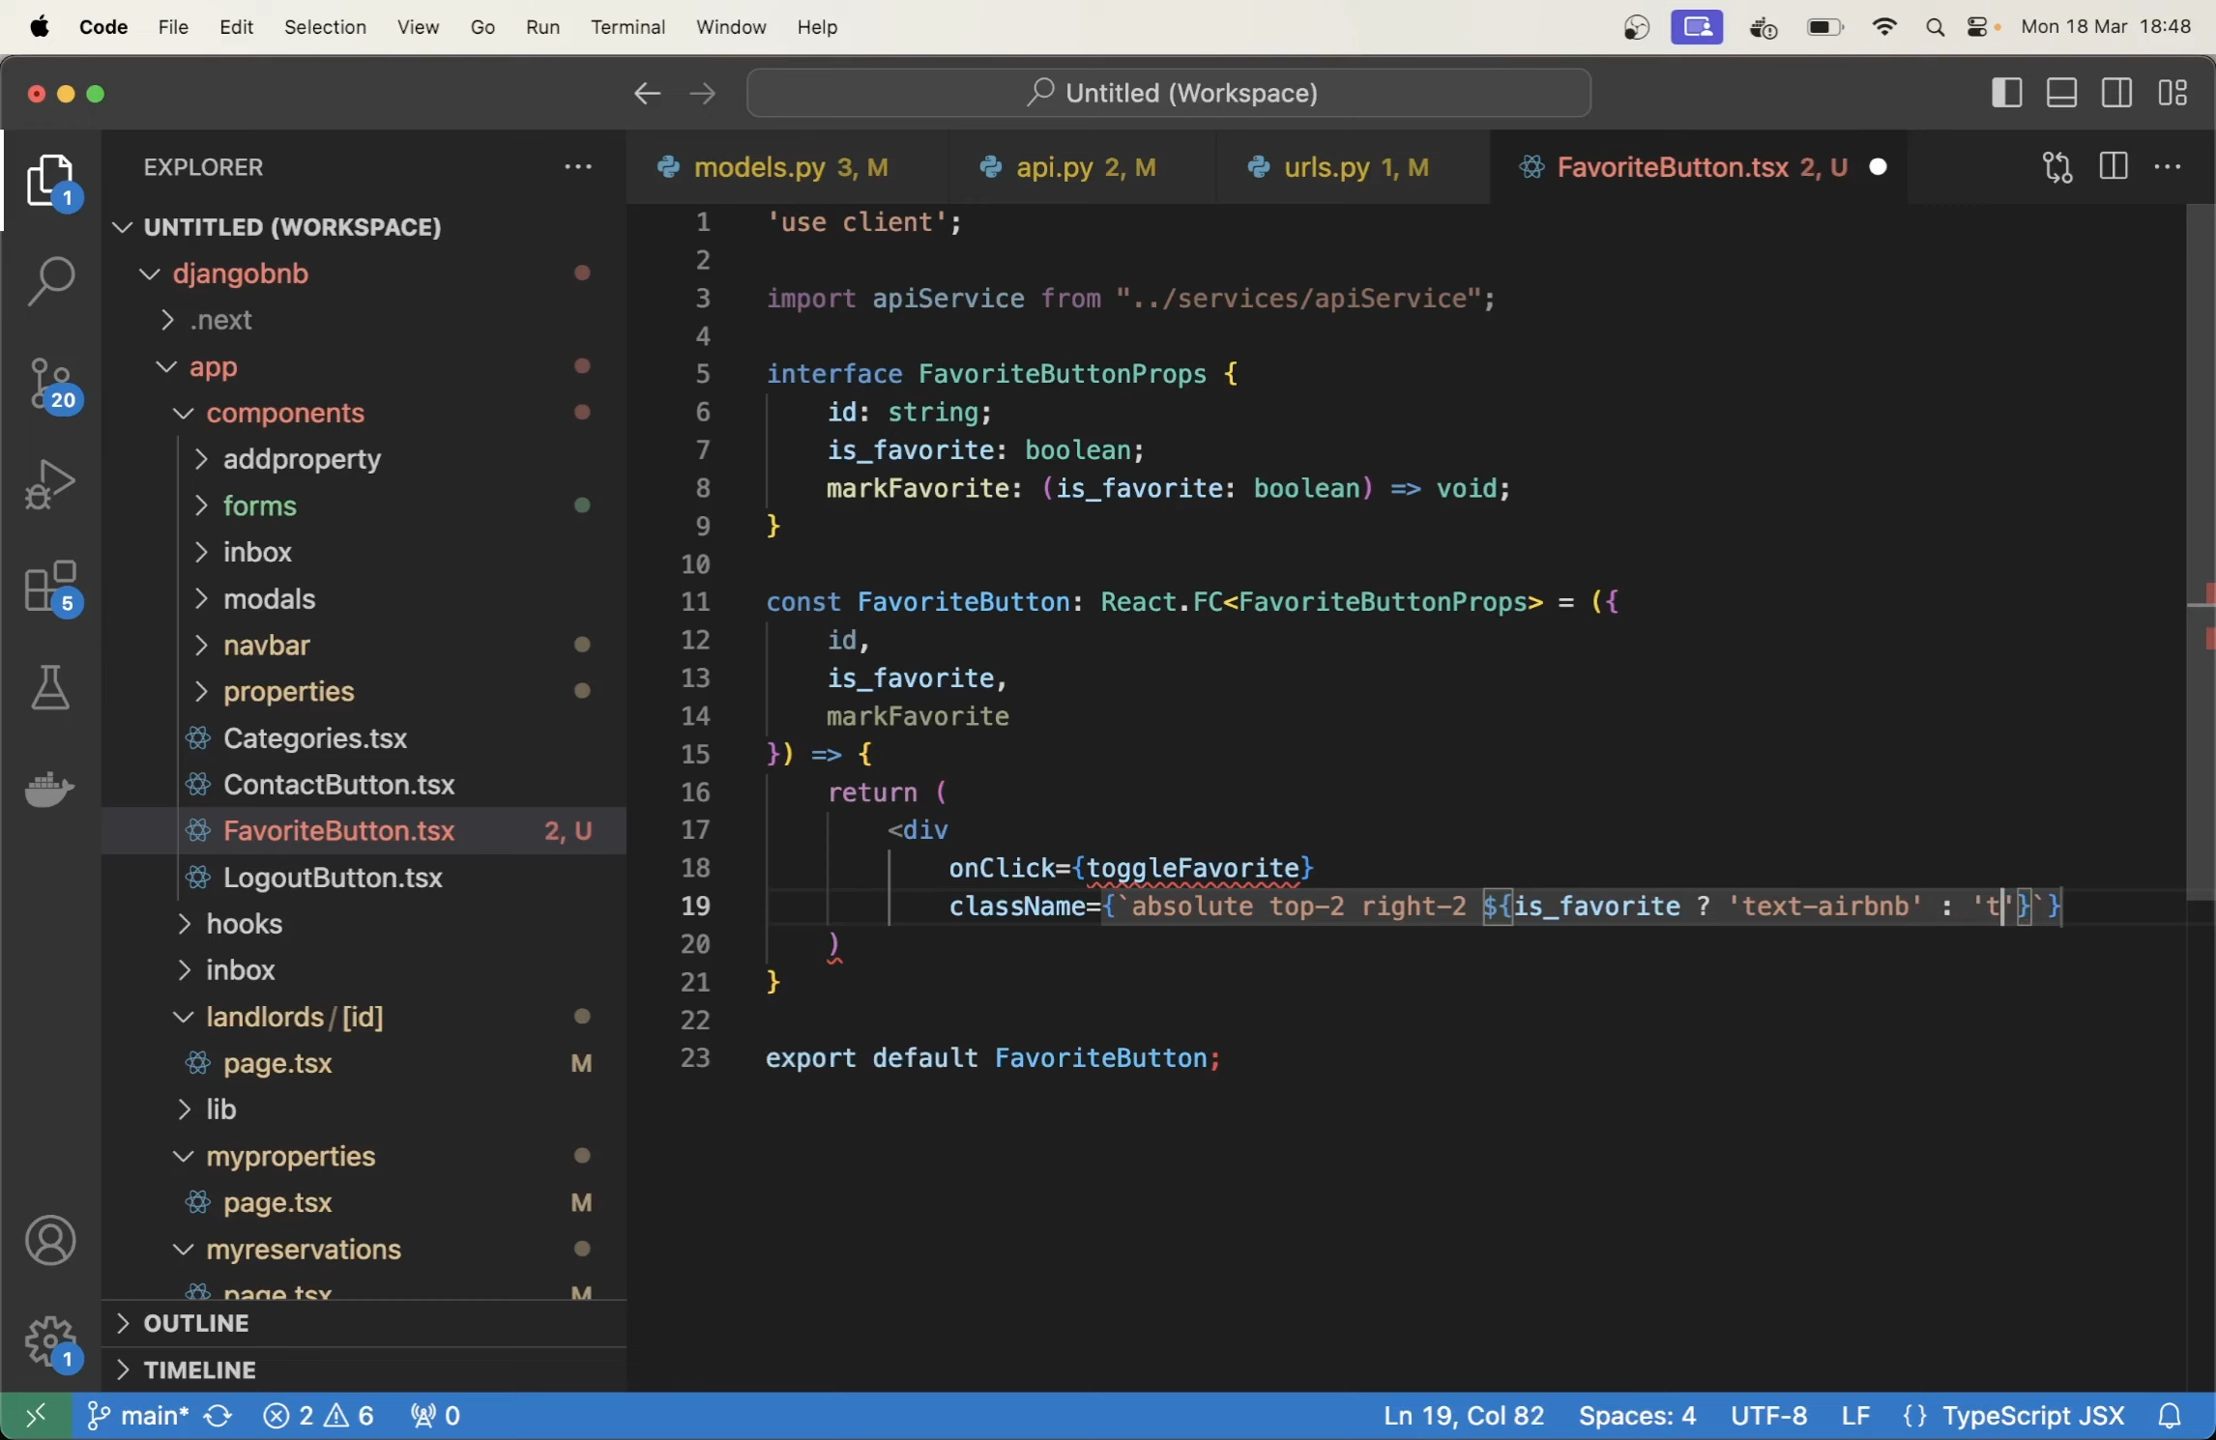 Code File Edit Selection View Go Run Terminal Window Help Mon 18 Mar 18:48
Untitled (Workspace)
EXPLORER
models.py 3, M
api.py 2, M
urls.py 1, M
FavoriteButton.tsx 2, U
UNTITLED (WORKSPACE)
djangobnb
.next
app
components
addproperty
forms
inbox
modals
navbar
properties
Categories.tsx
ContactButton.tsx
FavoriteButton.tsx 2, U
LogoutButton.tsx
hooks
inbox
landlords/[id]
page.tsx M
lib
myproperties
page.tsx M
myreservations
page.tsx M
OUTLINE
TIMELINE
1
20
5
1
1 'use client';
2
3 import apiService from "../services/apiService";
4
5 interface FavoriteButtonProps {
6 id: string;
7 is_favorite: boolean;
8 markFavorite: (is_favorite: boolean) => void;
9 }
10
11 const FavoriteButton: React.FC<FavoriteButtonProps> = ({
12 id,
13 is_favorite,
14 markFavorite
15 }) => {
16 return (
17 <div
18 onClick={toggleFavorite}
19 className={`absolute top-2 right-2 ${is_favorite ? 'text-airbnb' : 't'}`}
20 )
21 }
22
23 export default FavoriteButton;
main* 2 6 0 Ln 19, Col 82 Spaces: 4 UTF-8 LF {} TypeScript JSX